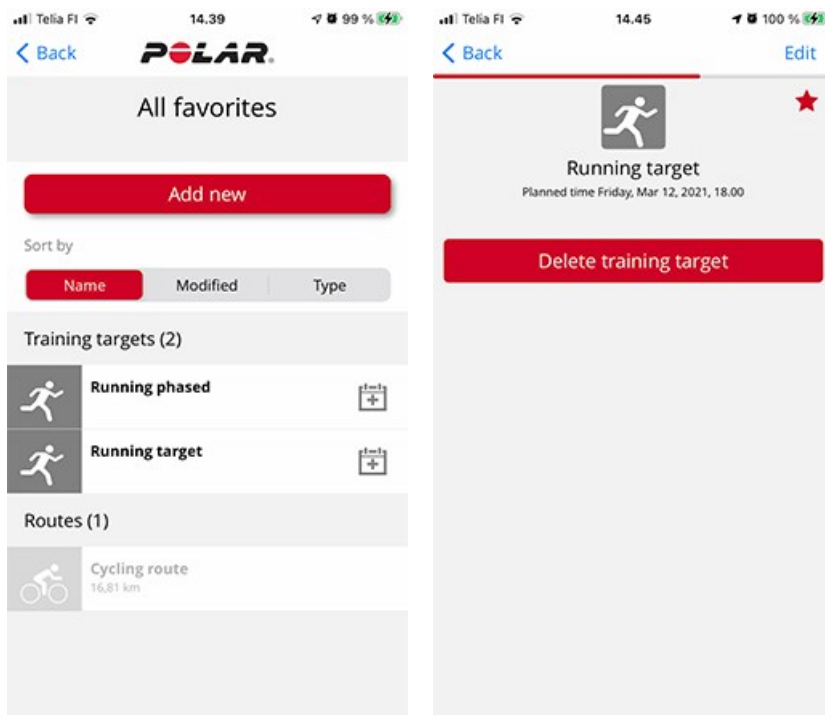 Telia FI 14.39 99 %
Back POLAR.
All favorites
Add new
Sort by
Name Modified Type
Training targets (2)
Running phased
Running target
Routes (1)
Cycling route
16,81 km
Telia FI 14.45 100 %
Back Edit
Running target
Planned time Friday, Mar 12, 2021, 18.00
Delete training target